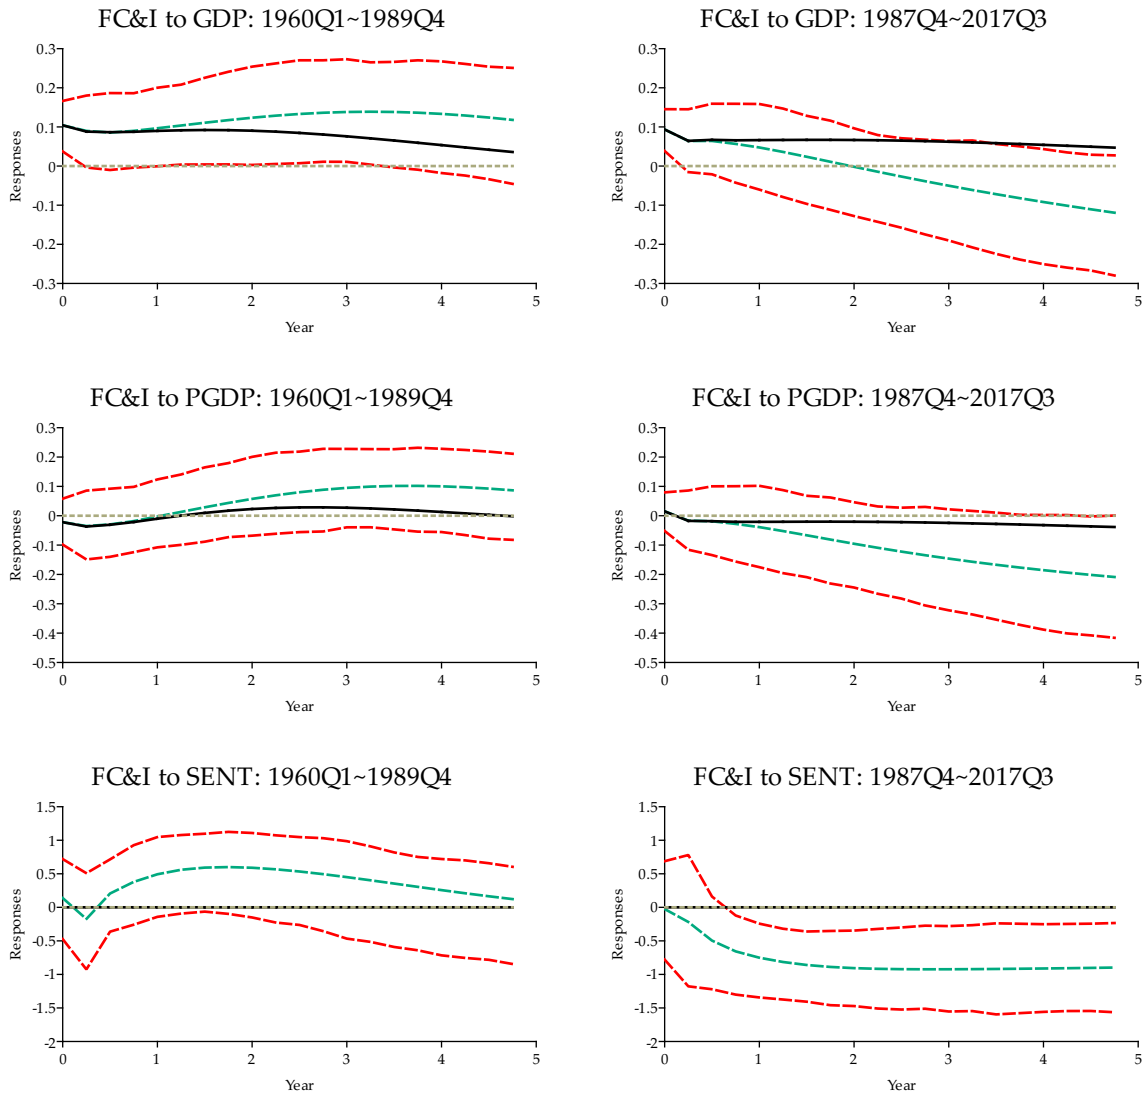 FC&I to GDP: 1960Q1~1989Q4
0.3
0.2
0.1
0
-0.1
-0.2
-0.3
Responses
0 1 2 3 4 5
Year
FC&I to GDP: 1987Q4~2017Q3
0.3
0.2
0.1
0
-0.1
-0.2
-0.3
Responses
0 1 2 3 4 5
Year
FC&I to PGDP: 1960Q1~1989Q4
0.3
0.2
0.1
0
-0.1
-0.2
-0.3
-0.4
-0.5
Responses
0 1 2 3 4 5
Year
FC&I to PGDP: 1987Q4~2017Q3
0.3
0.2
0.1
0
-0.1
-0.2
-0.3
-0.4
-0.5
Responses
0 1 2 3 4 5
Year
FC&I to SENT: 1960Q1~1989Q4
1.5
1
0.5
0
-0.5
-1
-1.5
-2
Responses
0 1 2 3 4 5
Year
FC&I to SENT: 1987Q4~2017Q3
1.5
1
0.5
0
-0.5
-1
-1.5
-2
Responses
0 1 2 3 4 5
Year